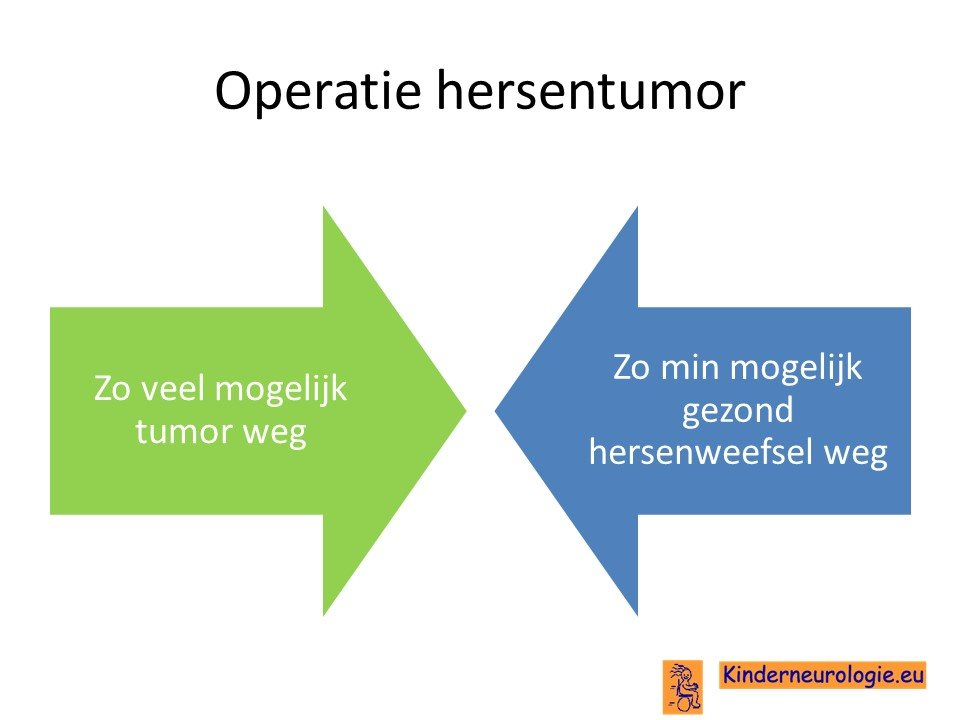 Operatie hersentumor
Zo veel mogelijk
tumor weg
Zo min mogelijk
gezond
hersenweefsel weg
Kinderneurologie.eu